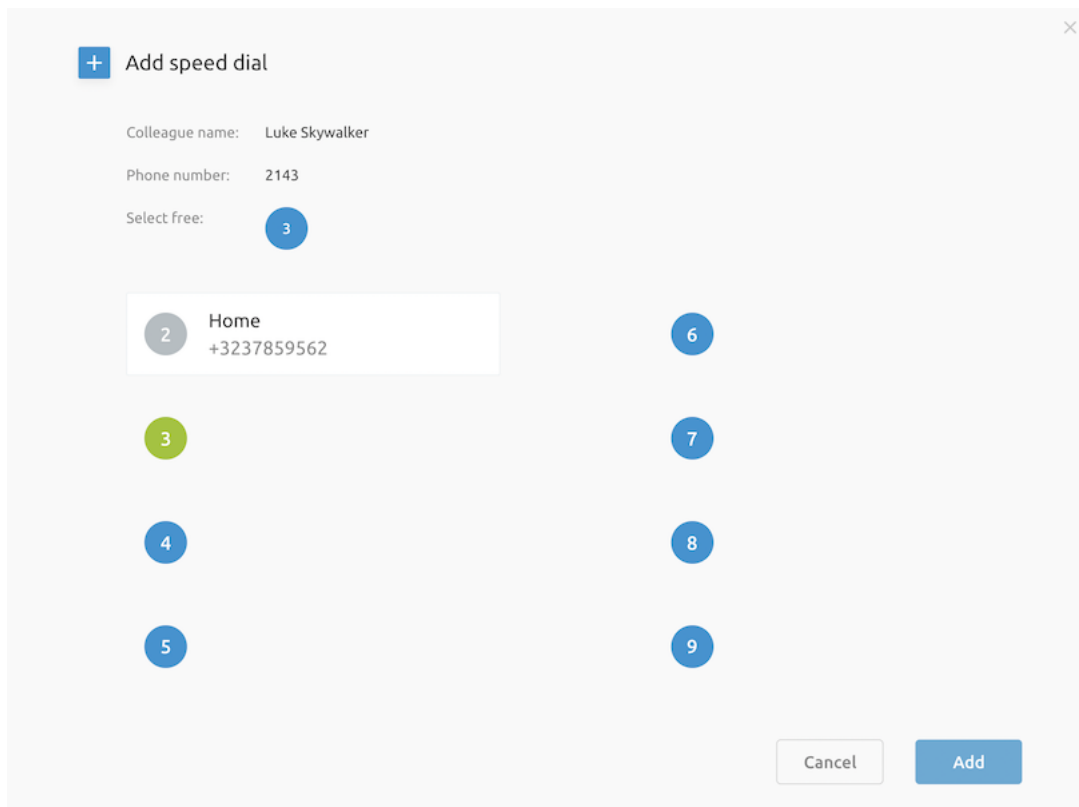 Add speed dial
Colleague name: Luke Skywalker
Phone number: 2143
Select free: 3
2 Home
+3237859562
6
3
7
4
8
5
9
Cancel Add